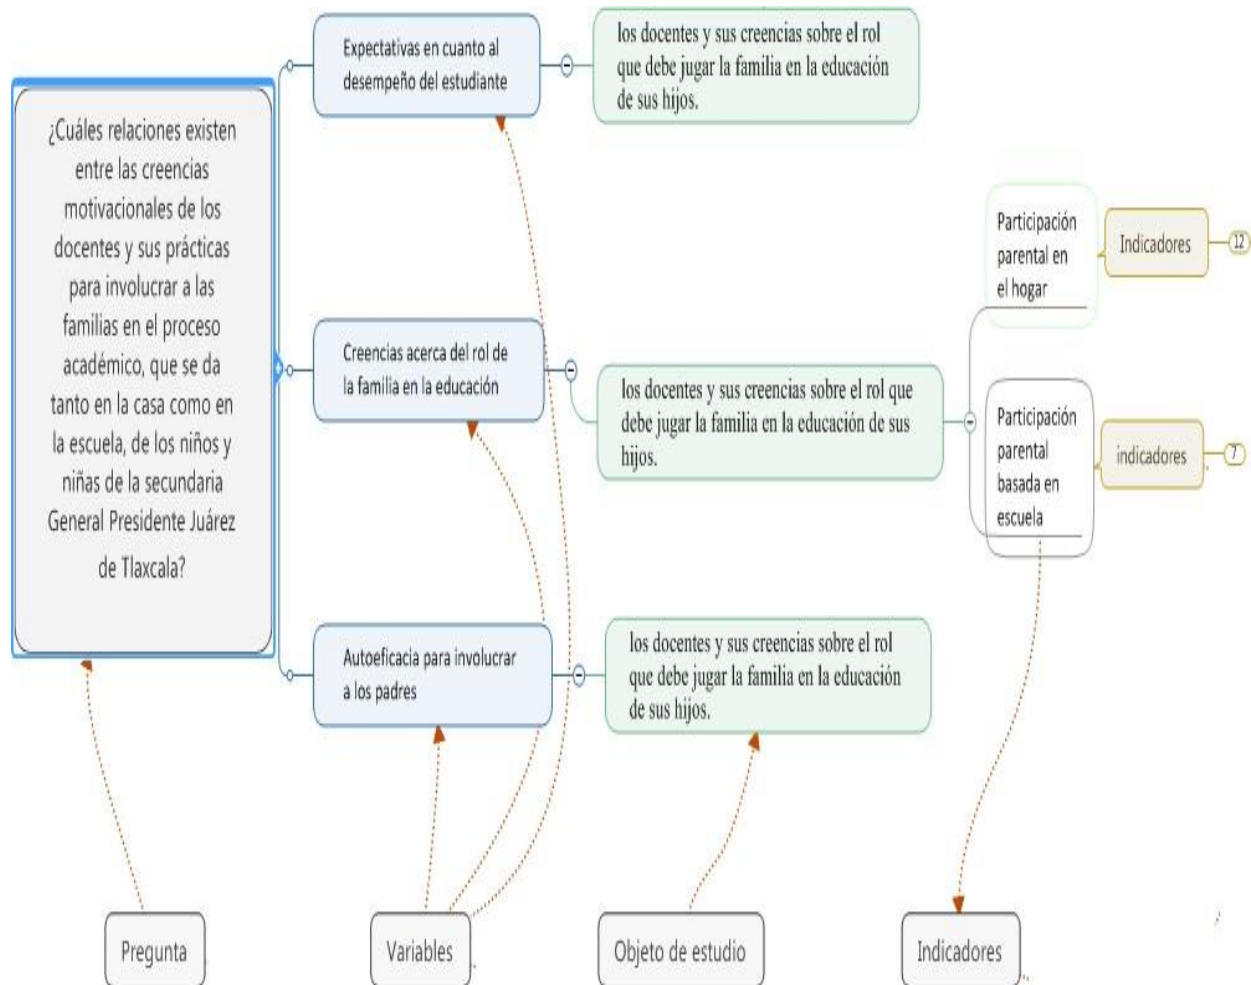 ¿Cuáles relaciones existen
entre las creencias
motivacionales de los
docentes y sus prácticas
para involucrar a las
familias en el proceso
académico, que se da
tanto en la casa como en
la escuela, de los niños y
niñas de la secundaria
General Presidente Juárez
de Tlaxcala?
Expectativas en cuanto al
desempeño del estudiante
los docentes y sus creencias sobre el rol
que debe jugar la familia en la educación
de sus hijos.
Creencias acerca del rol de
la familia en la educación
los docentes y sus creencias sobre el rol que
debe jugar la familia en la educación de sus
hijos.
Participación
parental en
el hogar
Indicadores
12
Participación
parental
basada en
escuela
indicadores
7
Autoeficacia para involucrar
a los padres
los docentes y sus creencias sobre el rol
que debe jugar la familia en la educación
de sus hijos.
Pregunta
Variables
Objeto de estudio
Indicadores